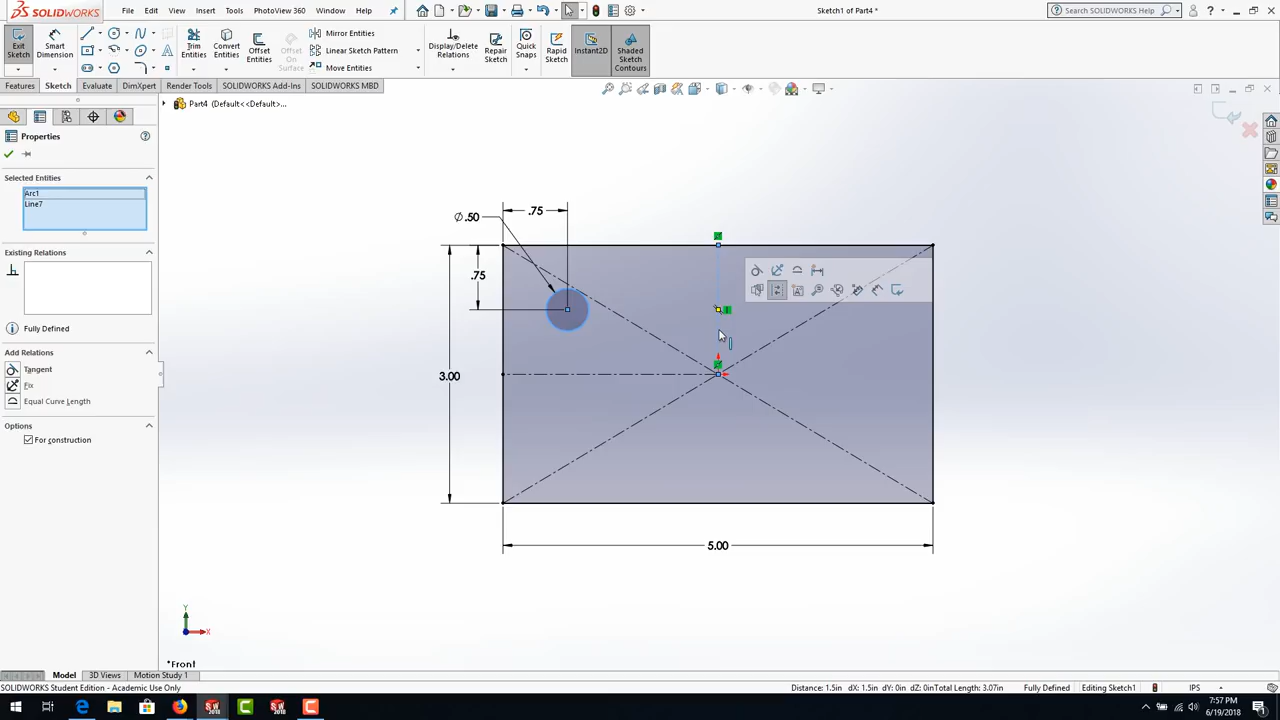 SOLIDWORKS
File Edit View Insert Tools PhotoView 360 Window Help
Sketch1 of Part4 *
Search SOLIDWORKS Help
Exit Sketch
Smart Dimension
Trim Entities
Convert Entities
Offset Entities
Offset On Surface
Mirror Entities
Linear Sketch Pattern
Move Entities
Display/Delete Relations
Repair Sketch
Quick Snaps
Rapid Sketch
Instant2D
Shaded Sketch Contours
Features Sketch Evaluate DimXpert Render Tools SOLIDWORKS Add-Ins SOLIDWORKS MBD
Part4 (Default<<Default>...
Properties
Selected Entities
Arc1
Line7
Existing Relations
Fully Defined
Add Relations
Tangent
Fix
Equal Curve Length
Options
For construction
.75
Ø.50
.75
3.00
5.00
Y
X
*Front
Model 3D Views Motion Study 1
SOLIDWORKS Student Edition - Academic Use Only
Distance: 1.5in dX: 1.5in dY: 0in dZ: 0inTotal Length: 3.07in Fully Defined Editing Sketch1 IPS
7:57 PM
6/19/2018